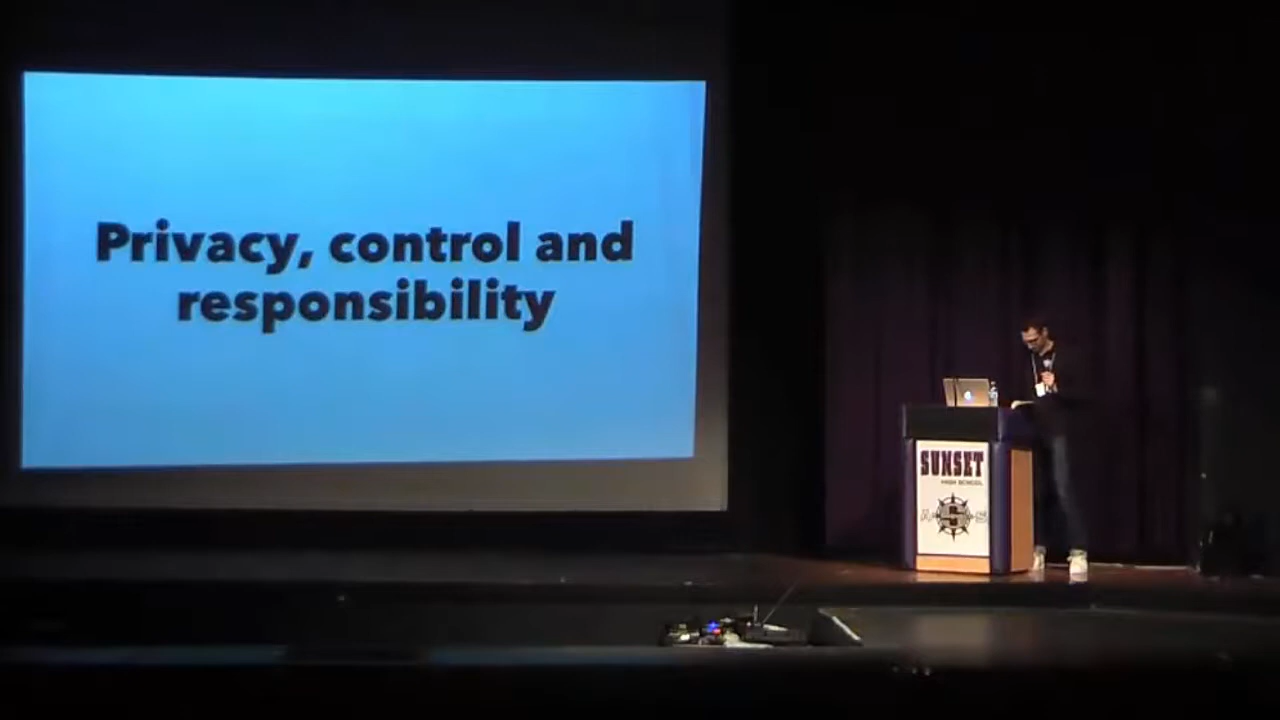 Privacy, control and
responsibility
SUNSET
HIGH SCHOOL
A S S